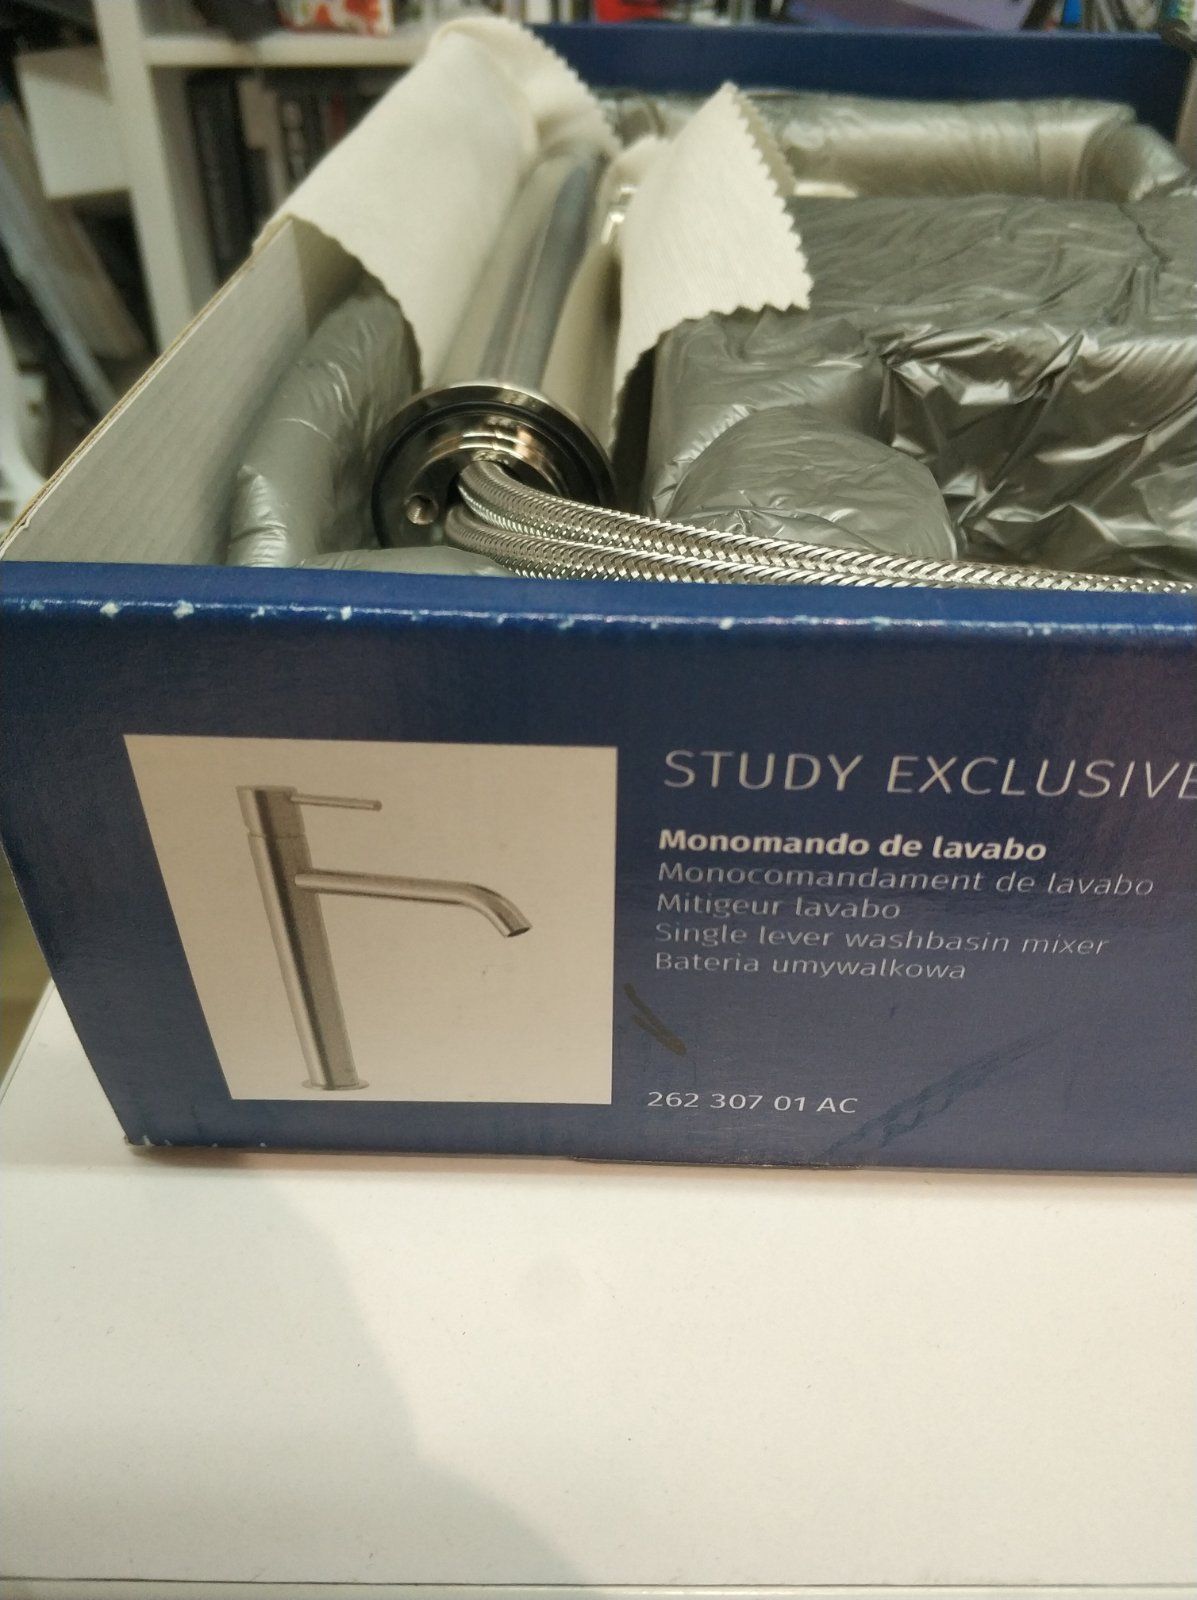 STUDY EXCLUSIVE
Monomando de lavabo
Monocomandament de lavabo
Mitigeur lavabo
Single lever washbasin mixer
Bateria umywalkowa
262 307 01 AC